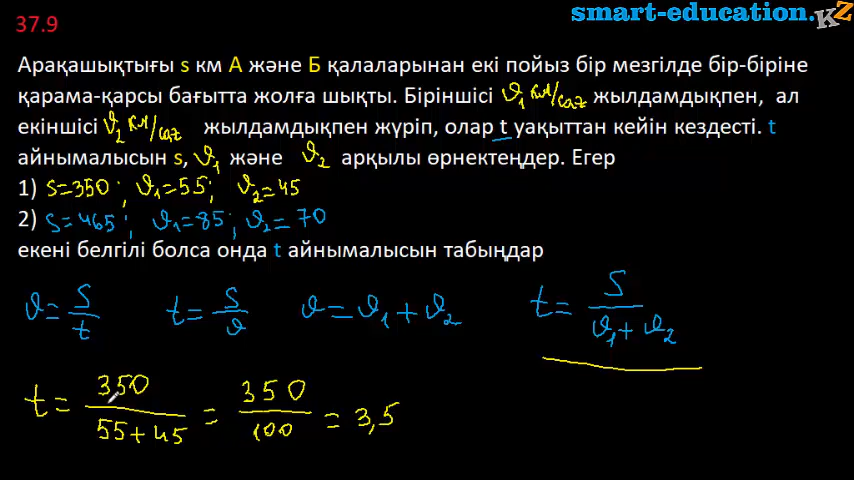 smart-education.KZ
37.9
Арақашықтығы s км А және Б қалаларынан екі пойыз бір мезгілде бір-біріне
қарама-қарсы бағытта жолға шықты. Біріншісі ϑ₁ км/сағ жылдамдықпен, ал
екіншісі ϑ₂ км/сағ жылдамдықпен жүріп, олар t уақыттан кейін кездесті. t
айнымалысын s, ϑ₁ және ϑ₂ арқылы өрнектеңдер. Егер
1) S=350; ϑ₁=55; ϑ₂=45
2) S=465; ϑ₁=85; ϑ₂=70
екені белгілі болса онда t айнымалысын табыңдар
ϑ=S/t t=S/ϑ ϑ=ϑ₁+ϑ₂ t=S/(ϑ₁+ϑ₂)
t=350/(55+45)=350/100=3,5